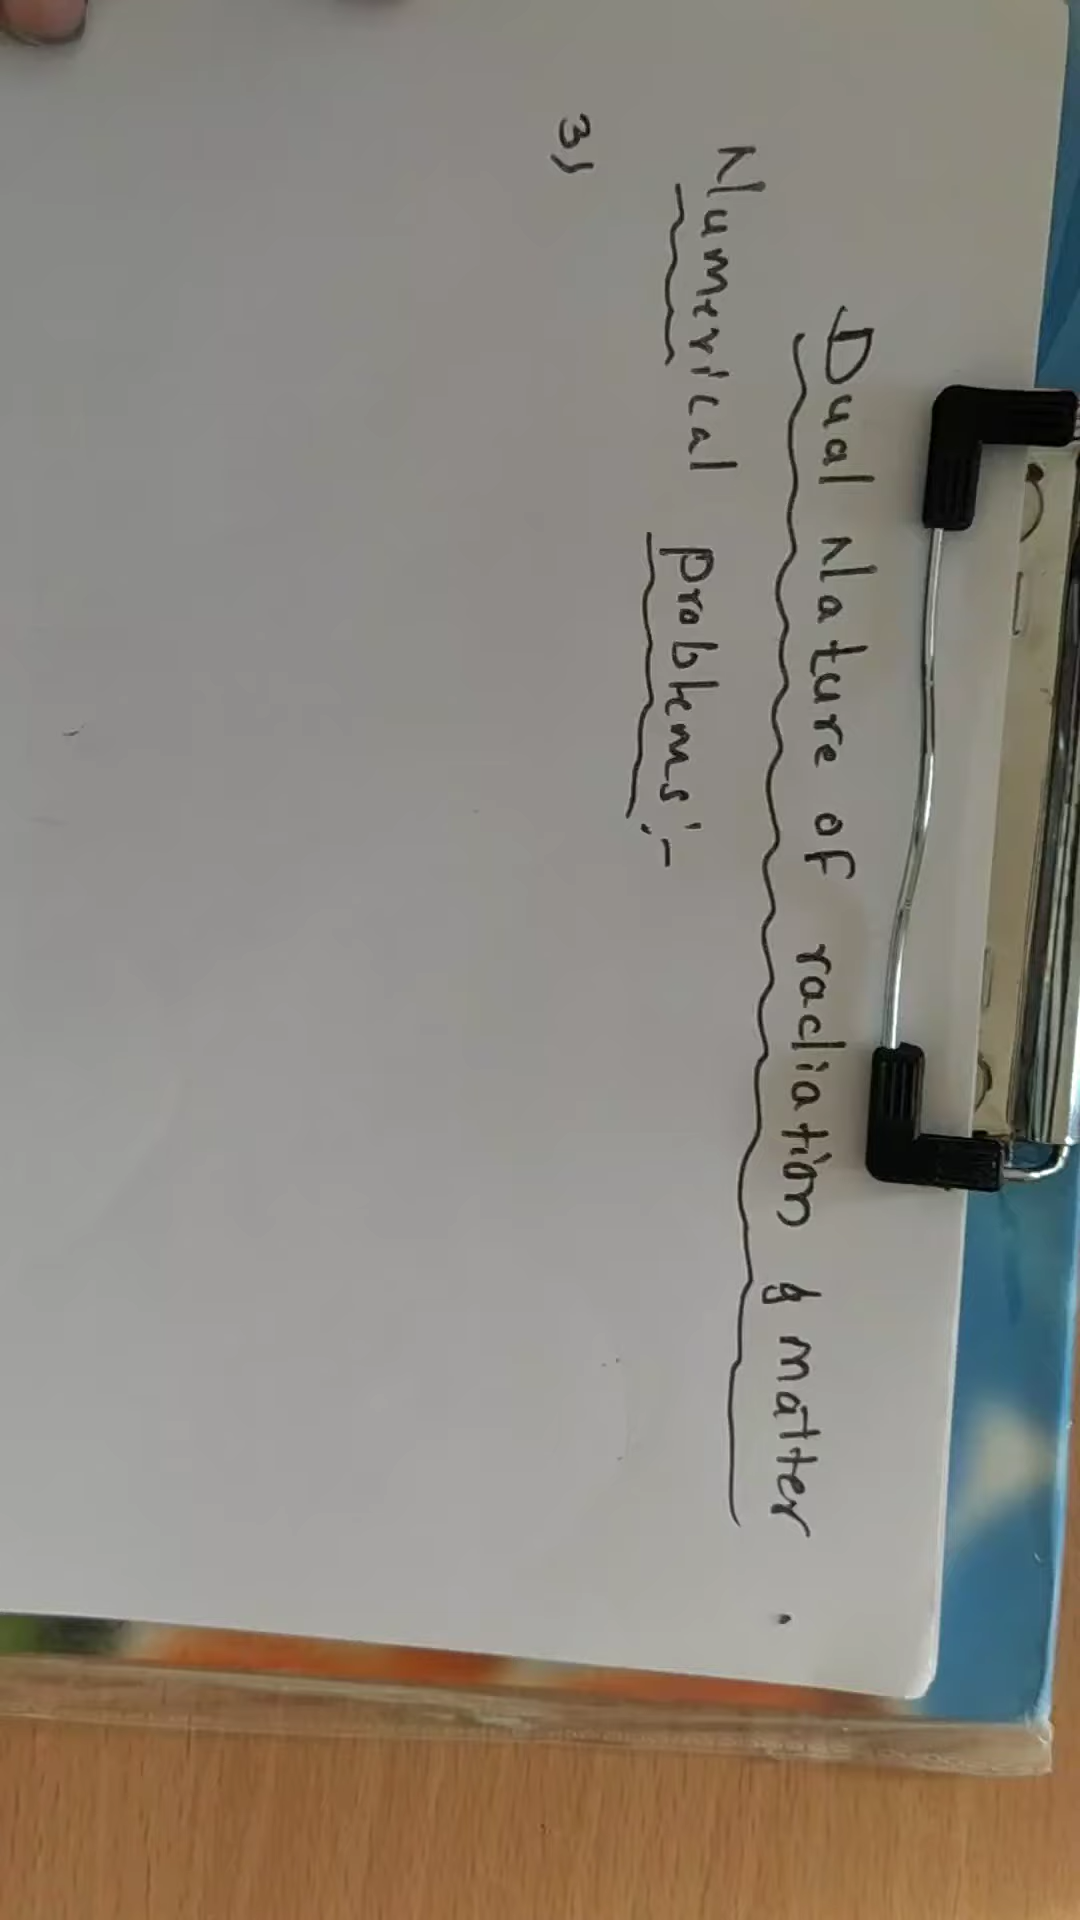 Dual Nature of radiation & matter.
Numerical problems:-
3)